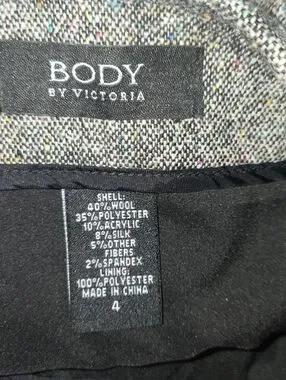 BODY
BY VICTORIA
SHELL:
40%WOOL
35%POLYESTER
10%ACRYLIC
8%SILK
5%OTHER
FIBERS
2%SPANDEX
LINING:
100%POLYESTER
MADE IN CHINA
4